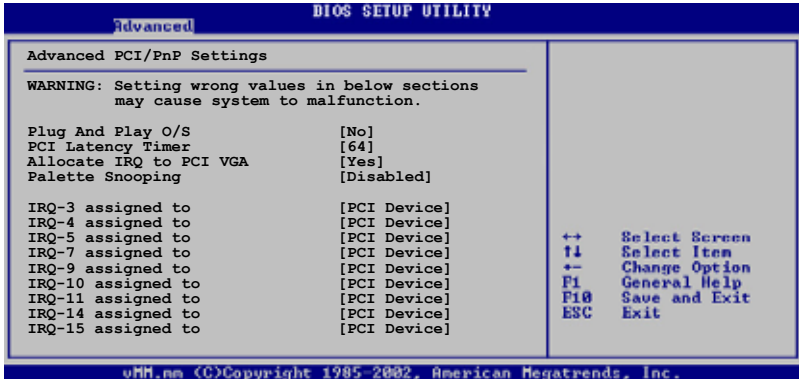 BIOS SETUP UTILITY
Advanced
Advanced PCI/PnP Settings
WARNING: Setting wrong values in below sections
may cause system to malfunction.
Plug And Play O/S [No]
PCI Latency Timer [64]
Allocate IRQ to PCI VGA [Yes]
Palette Snooping [Disabled]
IRQ-3 assigned to [PCI Device]
IRQ-4 assigned to [PCI Device]
IRQ-5 assigned to [PCI Device]
IRQ-7 assigned to [PCI Device]
IRQ-9 assigned to [PCI Device]
IRQ-10 assigned to [PCI Device]
IRQ-11 assigned to [PCI Device]
IRQ-14 assigned to [PCI Device]
IRQ-15 assigned to [PCI Device]
↔ Select Screen
↑↓ Select Item
+- Change Option
F1 General Help
F10 Save and Exit
ESC Exit
vMM.mm (C)Copyright 1985-2002, American Megatrends, Inc.